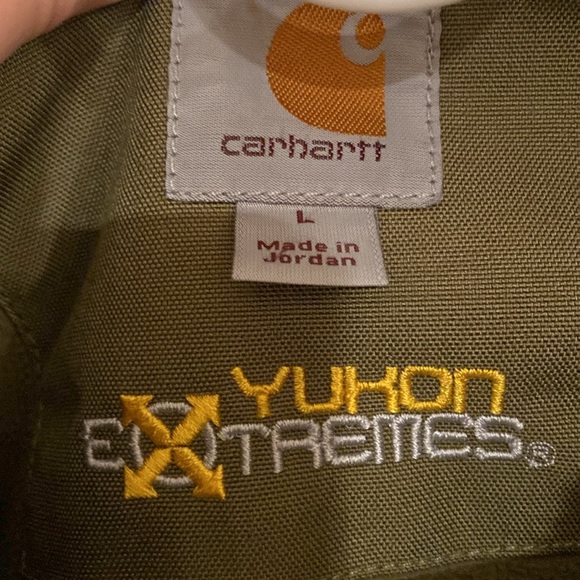 carhartt
L
Made in
Jordan
YUKON
EXTREMES®